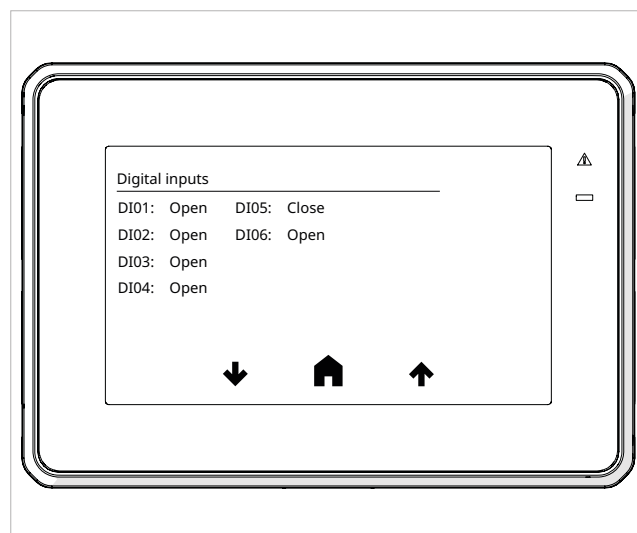 Digital inputs
DI01: Open DI05: Close
DI02: Open DI06: Open
DI03: Open
DI04: Open